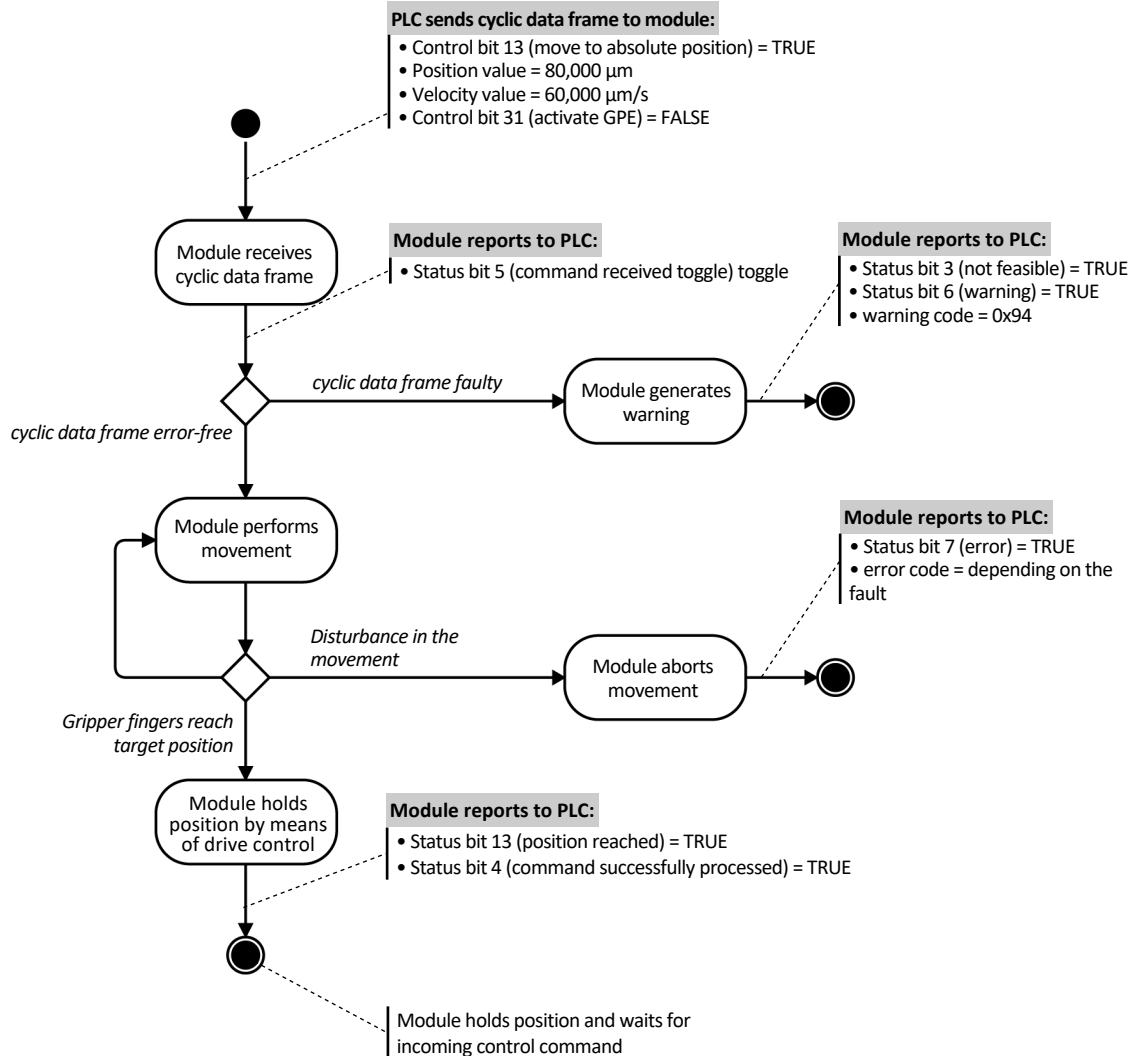 PLC sends cyclic data frame to module:
• Control bit 13 (move to absolute position) = TRUE
• Position value = 80,000 µm
• Velocity value = 60,000 µm/s
• Control bit 31 (activate GPE) = FALSE
Module receives
cyclic data frame
Module reports to PLC:
• Status bit 5 (command received toggle) toggle
Module reports to PLC:
• Status bit 3 (not feasible) = TRUE
• Status bit 6 (warning) = TRUE
• warning code = 0x94
cyclic data frame faulty
Module generates
warning
cyclic data frame error-free
Module performs
movement
Module reports to PLC:
• Status bit 7 (error) = TRUE
• error code = depending on the
fault
Disturbance in the
movement
Module aborts
movement
Gripper fingers reach
target position
Module holds
position by means
of drive control
Module reports to PLC:
• Status bit 13 (position reached) = TRUE
• Status bit 4 (command successfully processed) = TRUE
Module holds position and waits for
incoming control command